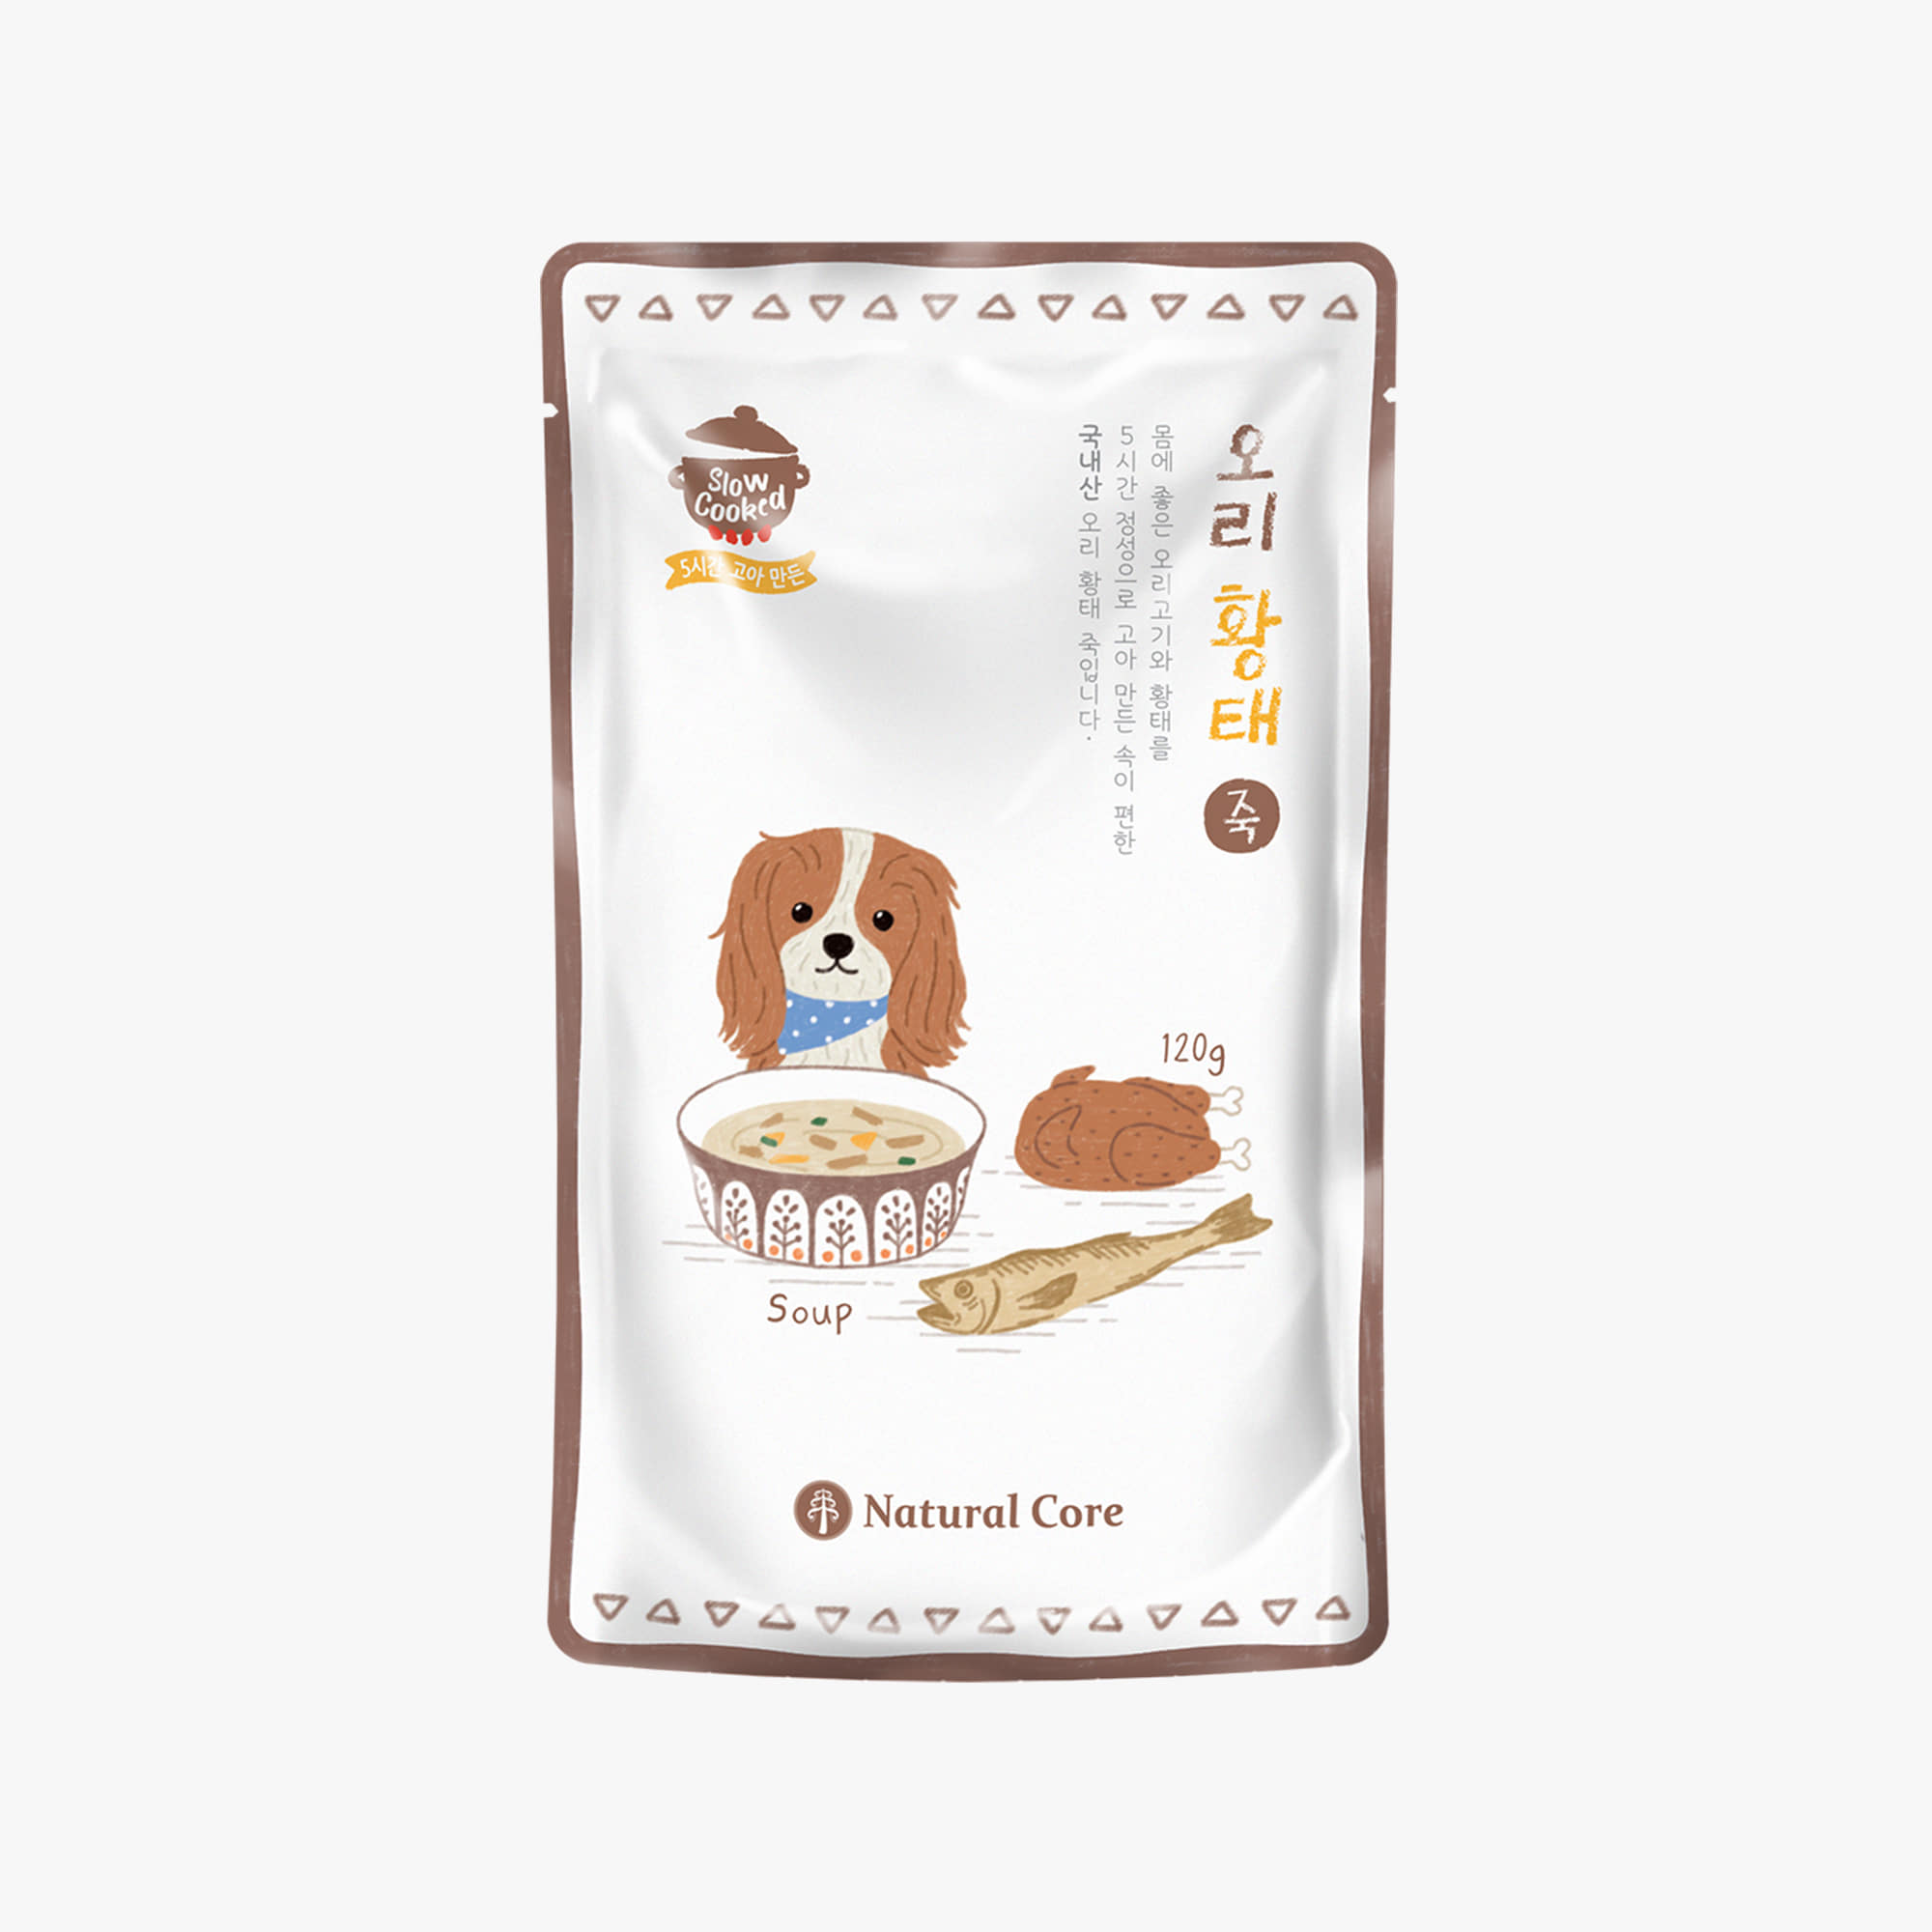 Slow
Cooked
5시간 고아 만든
오리 황태 죽
몸에 좋은 오리고기와 황태를
5시간 정성으로 고아 만든 속이 편한
국내산 오리 황태 죽입니다.
120g
Soup
Natural Core